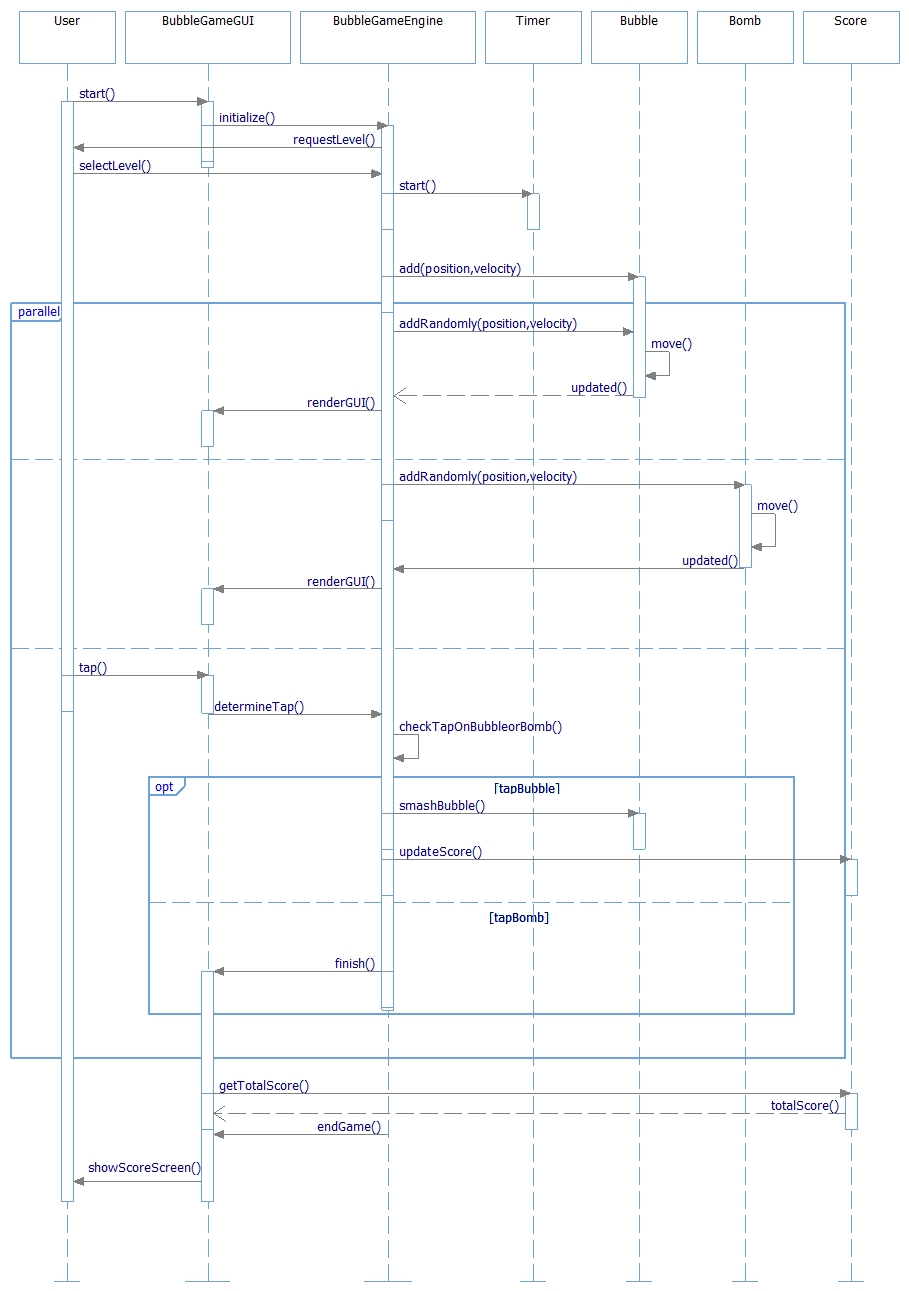 User
BubbleGameGUI
BubbleGameEngine
Timer
Bubble
Bomb
Score
start()
initialize()
requestLevel()
selectLevel()
start()
add(position,velocity)
parallel
addRandomly(position,velocity)
move()
updated()
renderGUI()
addRandomly(position,velocity)
move()
updated()
renderGUI()
tap()
determineTap()
checkTapOnBubbleorBomb()
opt
[tapBubble]
smashBubble()
updateScore()
[tapBomb]
finish()
getTotalScore()
totalScore()
endGame()
showScoreScreen()